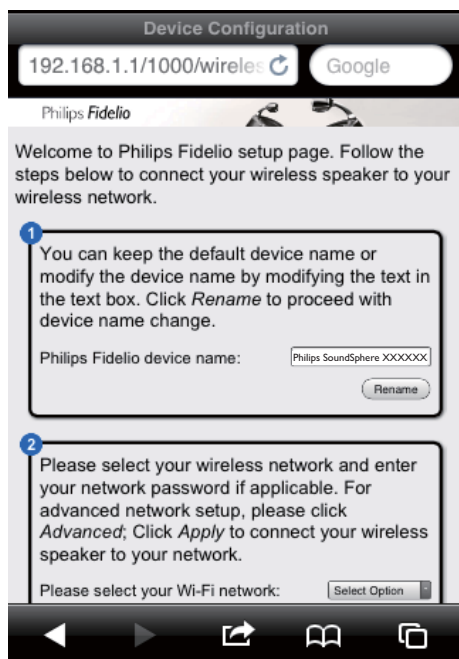 Device Configuration
192.168.1.1/1000/wireles
Google
Philips Fidelio
Welcome to Philips Fidelio setup page. Follow the
steps below to connect your wireless speaker to your
wireless network.
1
You can keep the default device name or
modify the device name by modifying the text in
the text box. Click Rename to proceed with
device name change.
Philips Fidelio device name:
Philips SoundSphere XXXXXX
Rename
2
Please select your wireless network and enter
your network password if applicable. For
advanced network setup, please click
Advanced; Click Apply to connect your wireless
speaker to your network.
Please select your Wi-Fi network:
Select Option